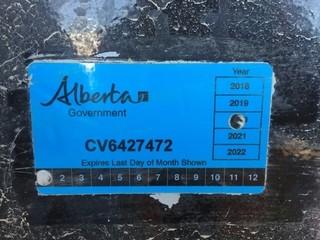 Alberta
Government
Year
2018
2019
2021
2022
CV6427472
Expires Last Day of Month Shown
2 3 4 5 6 7 8 9 10 11 12